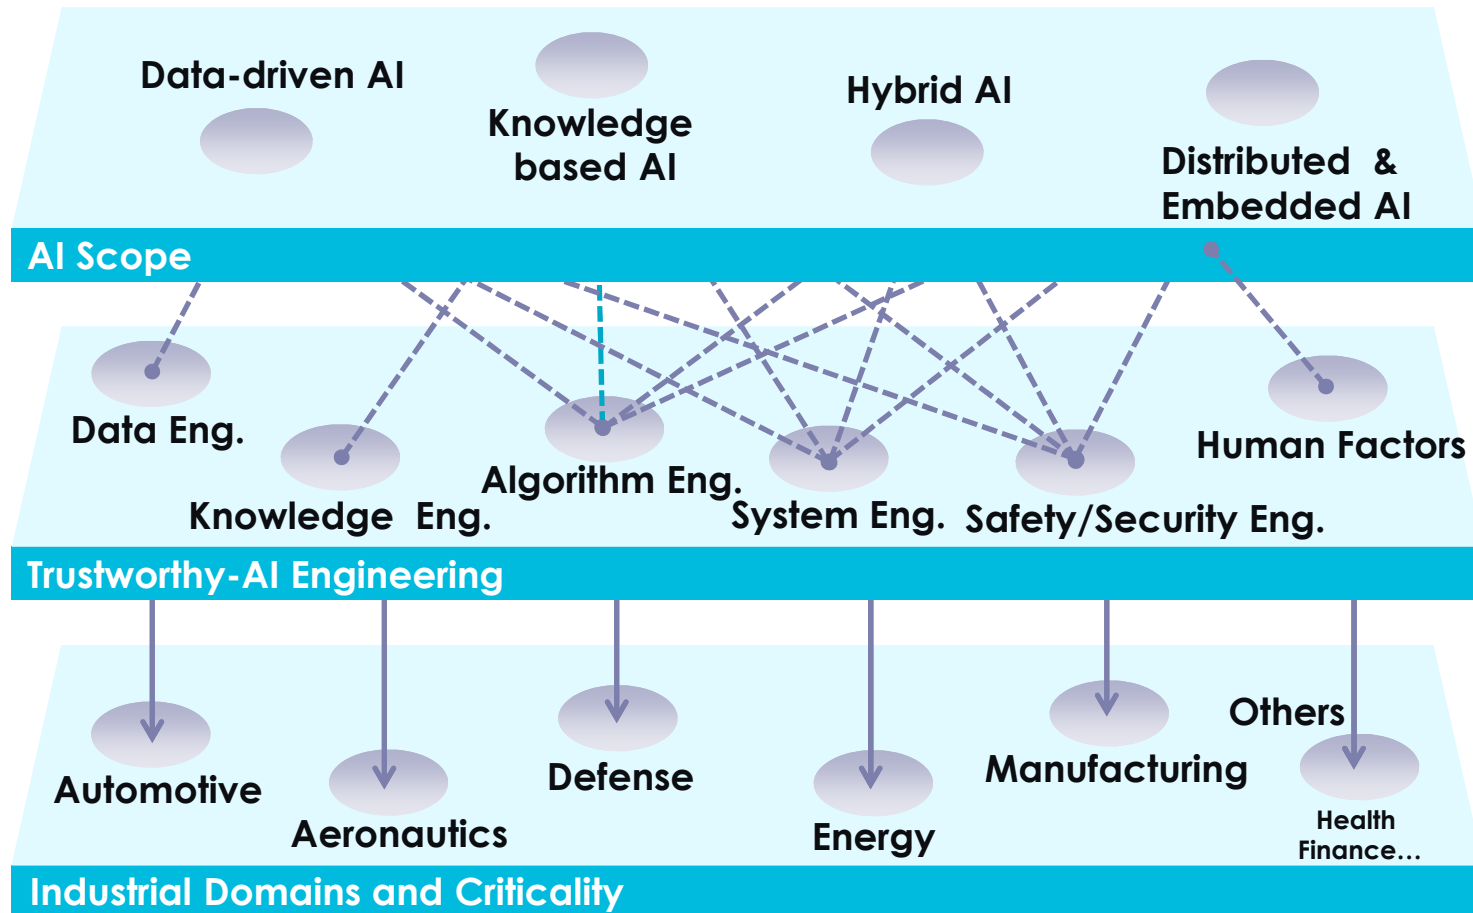 Data-driven AI
Knowledge
based AI
Hybrid AI
Distributed & 
Embedded AI
AI Scope
Data Eng.
Knowledge Eng.
Algorithm Eng.
System Eng.
Safety/Security Eng.
Human Factors
Trustworthy-AI Engineering
Automotive
Aeronautics
Defense
Energy
Manufacturing
Others
Health
Finance…
Industrial Domains and Criticality